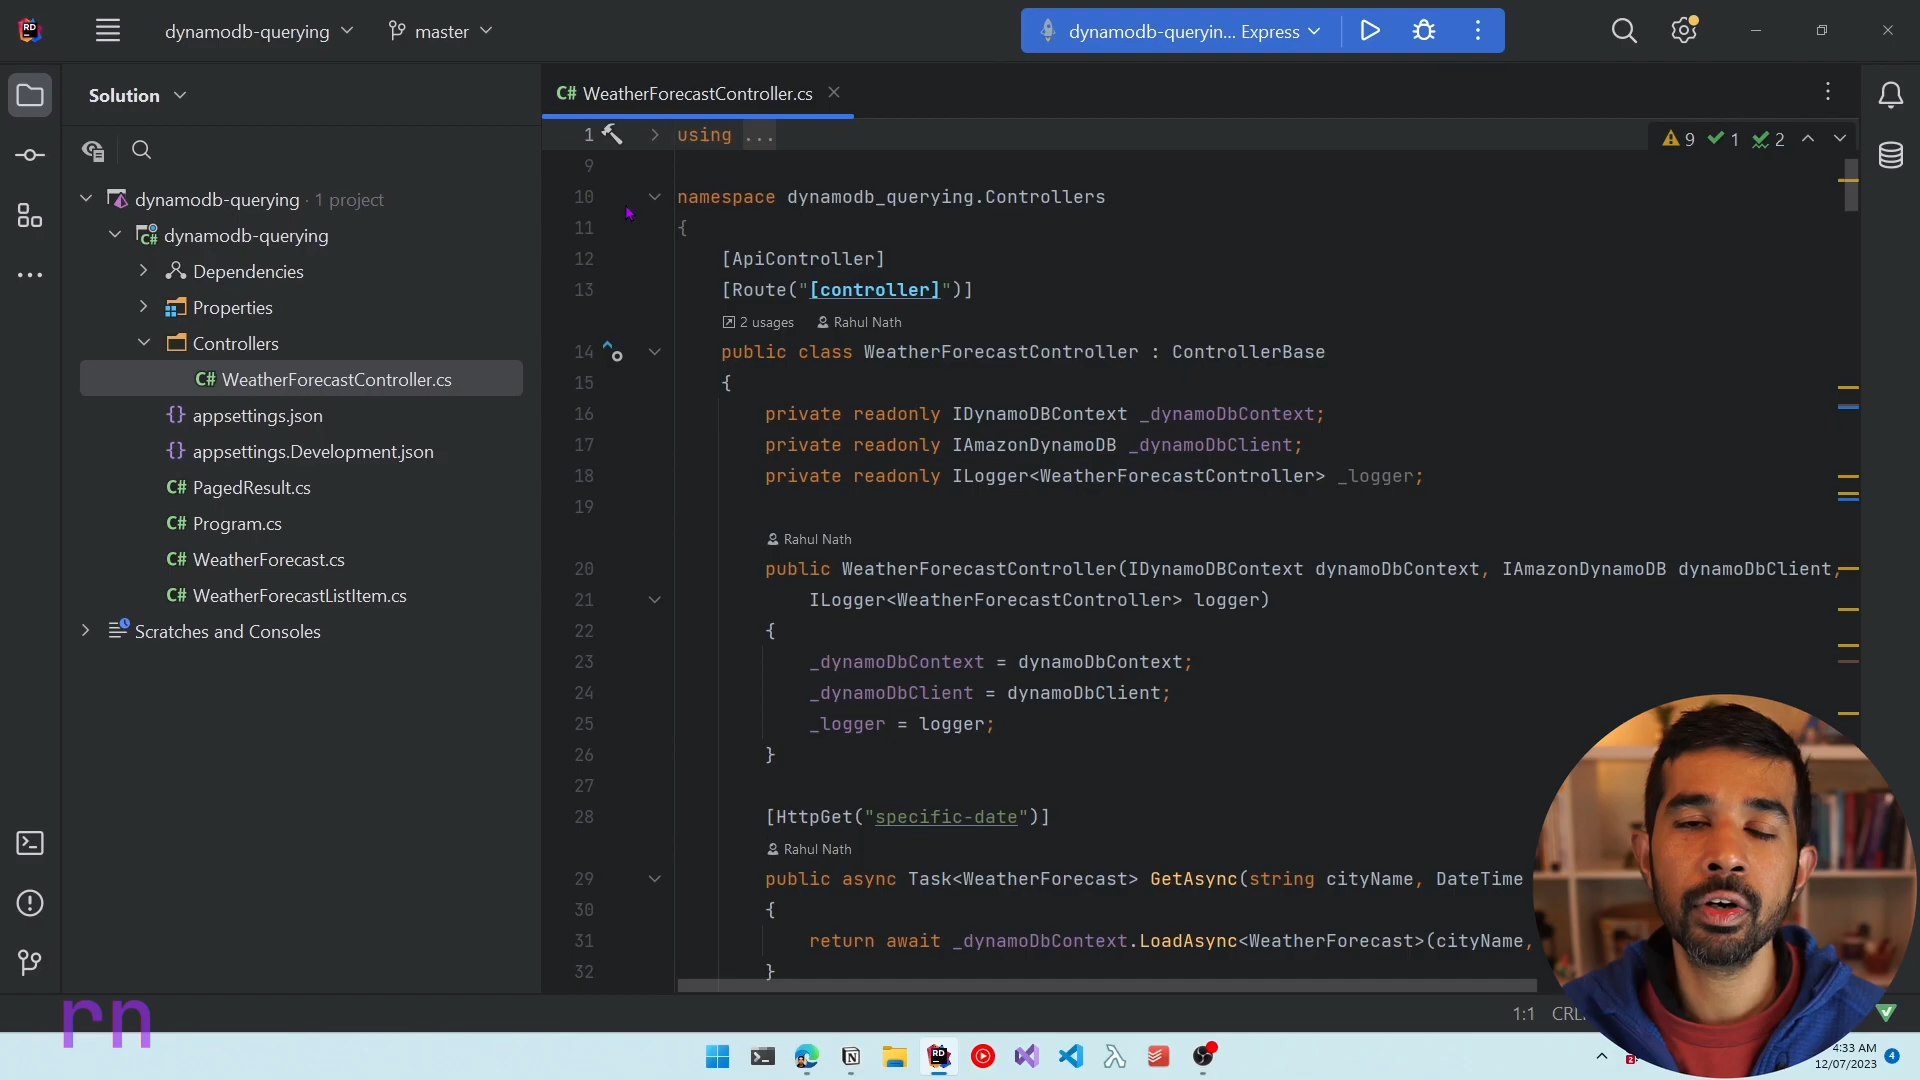 RD
dynamodb-querying
master
dynamodb-queryin... Express
Solution
C# WeatherForecastController.cs
dynamodb-querying · 1 project
dynamodb-querying
Dependencies
Properties
Controllers
C# WeatherForecastController.cs
{} appsettings.json
{} appsettings.Development.json
C# PagedResult.cs
C# Program.cs
C# WeatherForecast.cs
C# WeatherForecastListItem.cs
Scratches and Consoles
9 1 2
1 using ...
9
10 namespace dynamodb_querying.Controllers
11 {
12 [ApiController]
13 [Route("[controller]")]
2 usages Rahul Nath
14 public class WeatherForecastController : ControllerBase
15 {
16 private readonly IDynamoDBContext _dynamoDbContext;
17 private readonly IAmazonDynamoDB _dynamoDbClient;
18 private readonly ILogger<WeatherForecastController> _logger;
19
Rahul Nath
20 public WeatherForecastController(IDynamoDBContext dynamoDbContext, IAmazonDynamoDB dynamoDbClient,
21 ILogger<WeatherForecastController> logger)
22 {
23 _dynamoDbContext = dynamoDbContext;
24 _dynamoDbClient = dynamoDbClient;
25 _logger = logger;
26 }
27
28 [HttpGet("specific-date")]
Rahul Nath
29 public async Task<WeatherForecast> GetAsync(string cityName, DateTime
30 {
31 return await _dynamoDbContext.LoadAsync<WeatherForecast>(cityName,
32 }
1:1 CRL
rn
RD
4:33 AM
12/07/2023
4